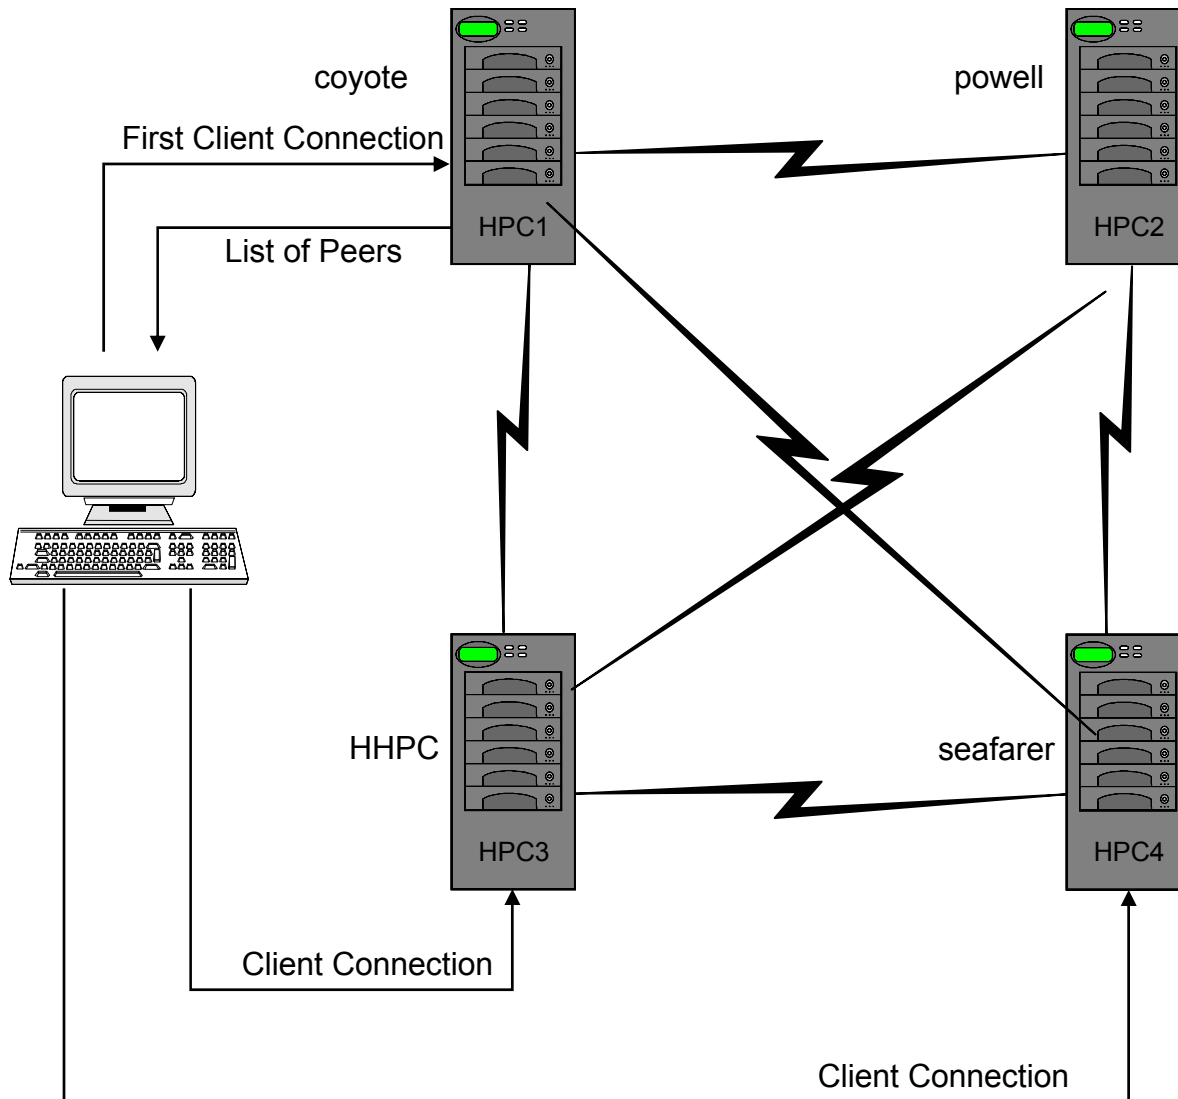 coyote
powell
First Client Connection
HPC1
HPC2
List of Peers
HHPC
seafarer
HPC3
HPC4
Client Connection
Client Connection